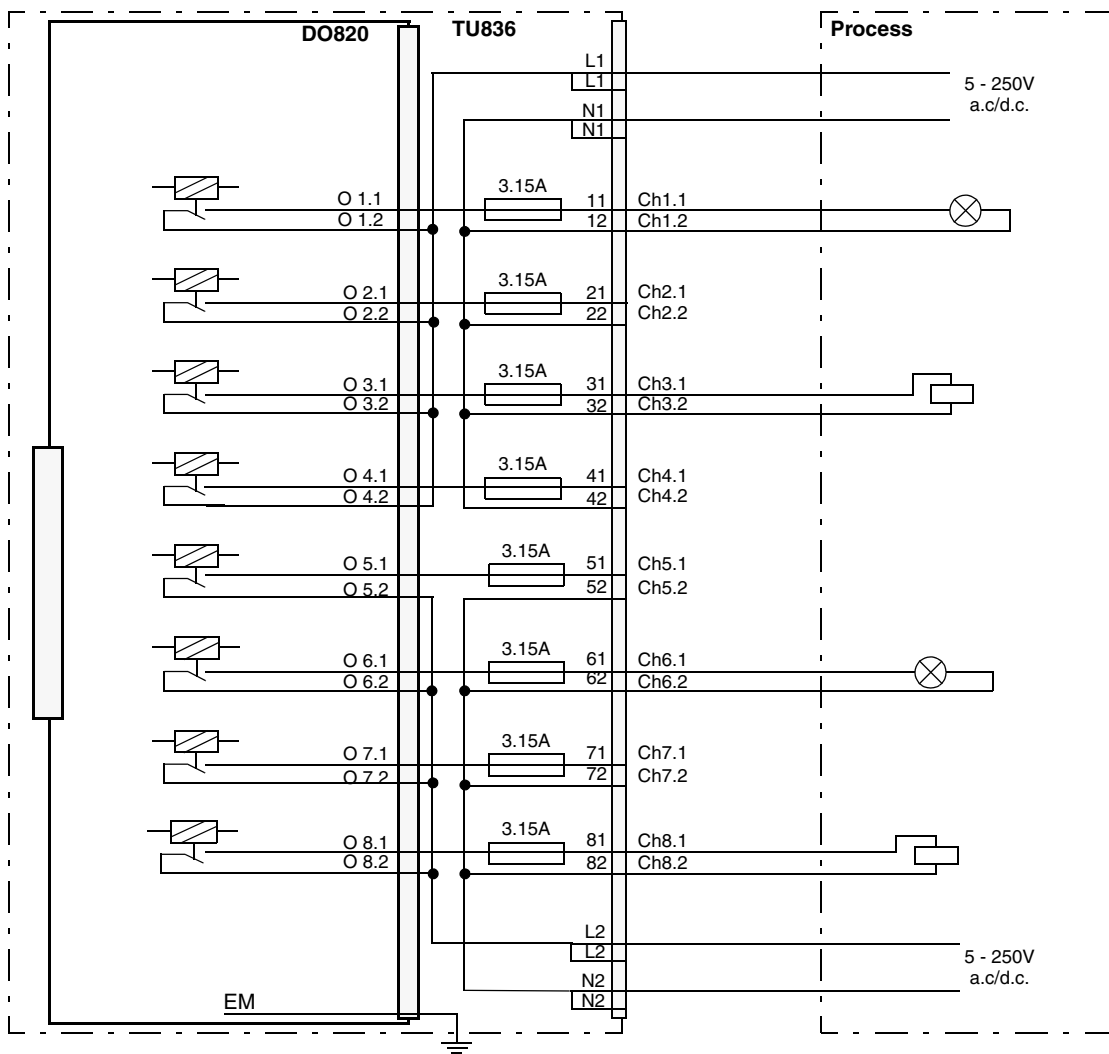 DO820 TU836 Process
L1
L1
5 - 250V
a.c/d.c.
N1
N1
3.15A
O 1.1 11 Ch1.1
O 1.2 12 Ch1.2
3.15A
O 2.1 21 Ch2.1
O 2.2 22 Ch2.2
3.15A
O 3.1 31 Ch3.1
O 3.2 32 Ch3.2
3.15A
O 4.1 41 Ch4.1
O 4.2 42 Ch4.2
3.15A
O 5.1 51 Ch5.1
O 5.2 52 Ch5.2
3.15A
O 6.1 61 Ch6.1
O 6.2 62 Ch6.2
3.15A
O 7.1 71 Ch7.1
O 7.2 72 Ch7.2
3.15A
O 8.1 81 Ch8.1
O 8.2 82 Ch8.2
L2
L2
5 - 250V
a.c/d.c.
N2
N2
EM